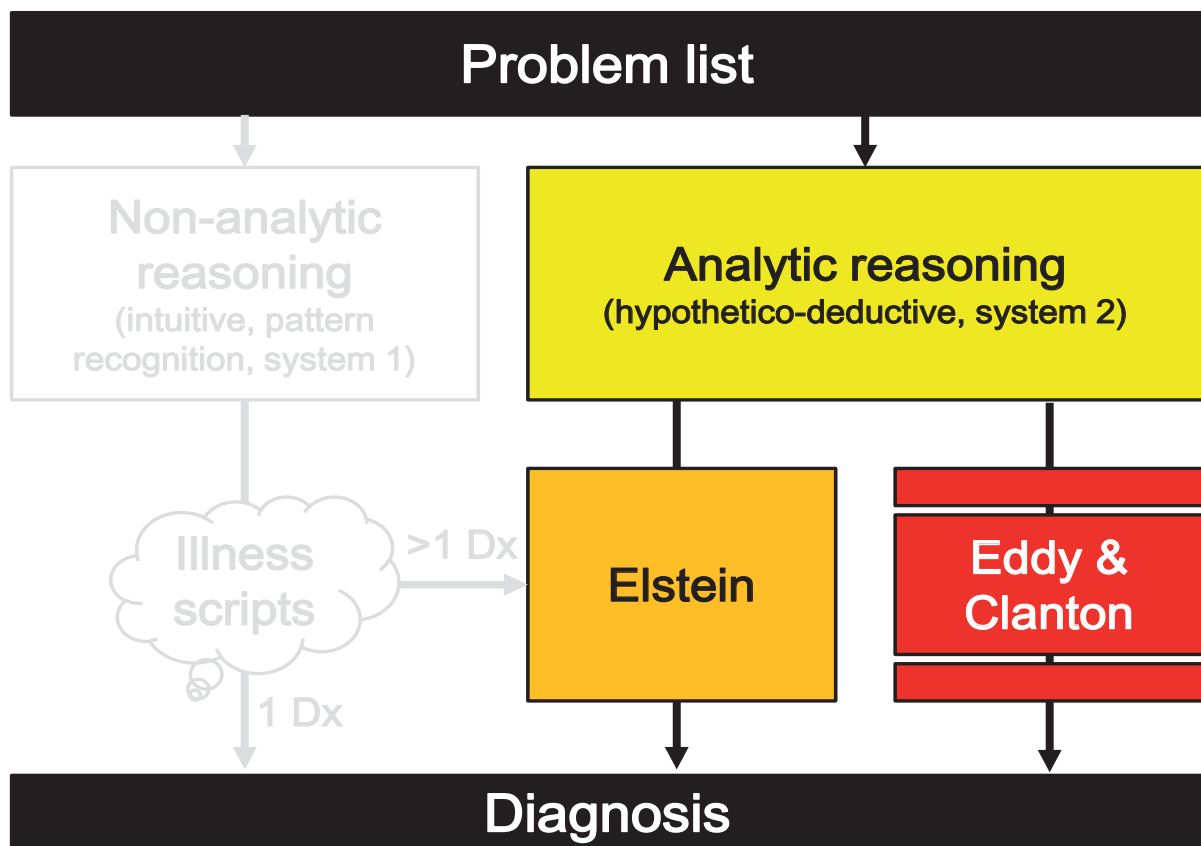 Problem list
Non-analytic
reasoning
(intuitive, pattern
recognition, system 1)
Analytic reasoning
(hypothetico-deductive, system 2)
Illness
scripts
>1 Dx
1 Dx
Elstein
Eddy &
Clanton
Diagnosis